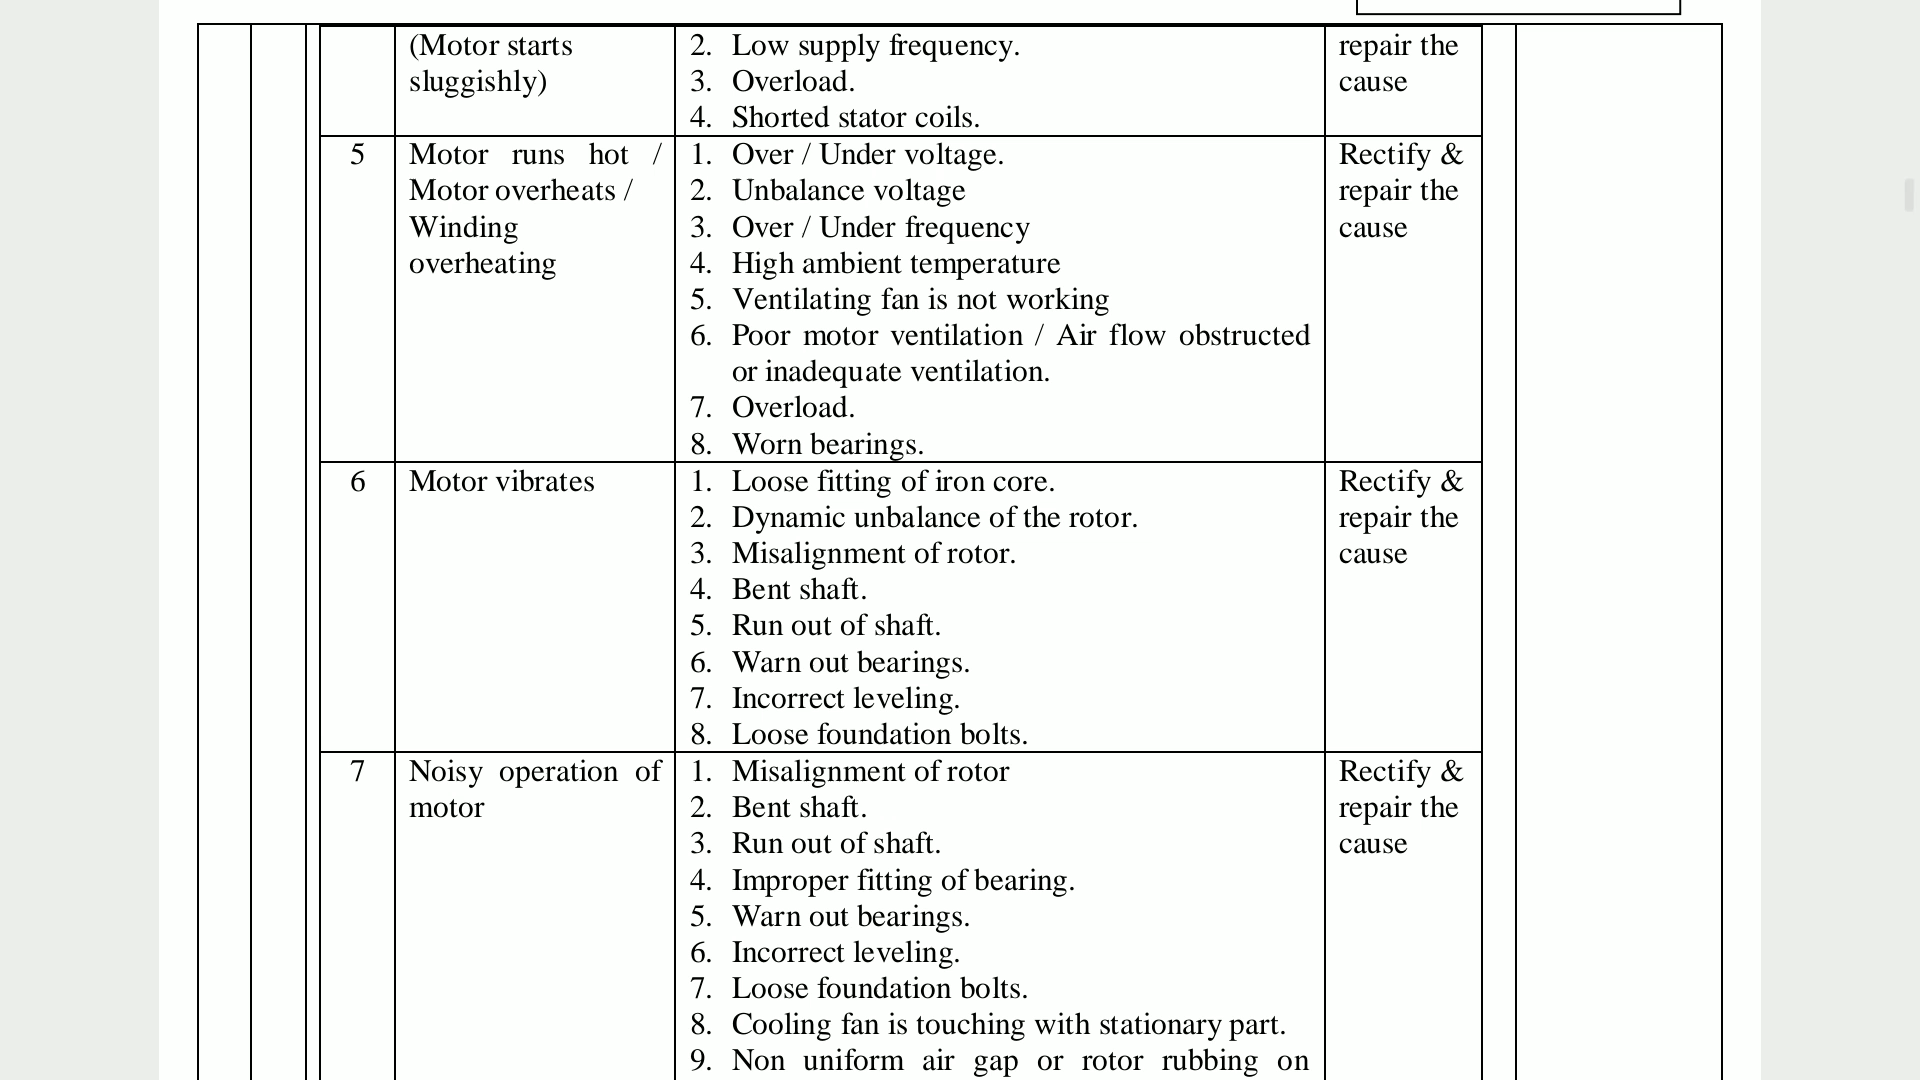 (Motor starts
sluggishly)
2. Low supply frequency.
3. Overload.
4. Shorted stator coils.
repair the
cause
5
Motor runs hot /
Motor overheats /
Winding
overheating
1. Over / Under voltage.
2. Unbalance voltage
3. Over / Under frequency
4. High ambient temperature
5. Ventilating fan is not working
6. Poor motor ventilation / Air flow obstructed
or inadequate ventilation.
7. Overload.
8. Worn bearings.
Rectify &
repair the
cause
6
Motor vibrates
1. Loose fitting of iron core.
2. Dynamic unbalance of the rotor.
3. Misalignment of rotor.
4. Bent shaft.
5. Run out of shaft.
6. Warn out bearings.
7. Incorrect leveling.
8. Loose foundation bolts.
Rectify &
repair the
cause
7
Noisy operation of
motor
1. Misalignment of rotor
2. Bent shaft.
3. Run out of shaft.
4. Improper fitting of bearing.
5. Warn out bearings.
6. Incorrect leveling.
7. Loose foundation bolts.
8. Cooling fan is touching with stationary part.
9. Non uniform air gap or rotor rubbing on
Rectify &
repair the
cause